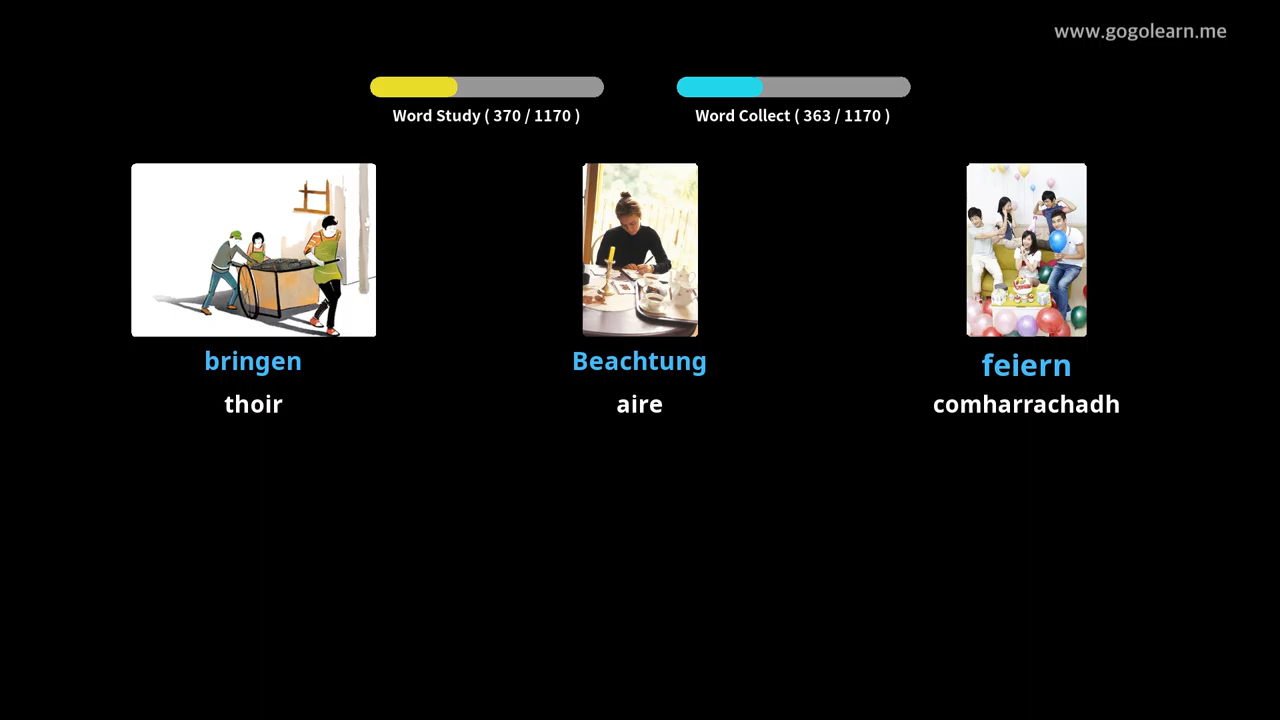 www.gogolearn.me
Word Study ( 370 / 1170 )
Word Collect ( 363 / 1170 )
bringen
thoir
Beachtung
aire
feiern
comharrachadh